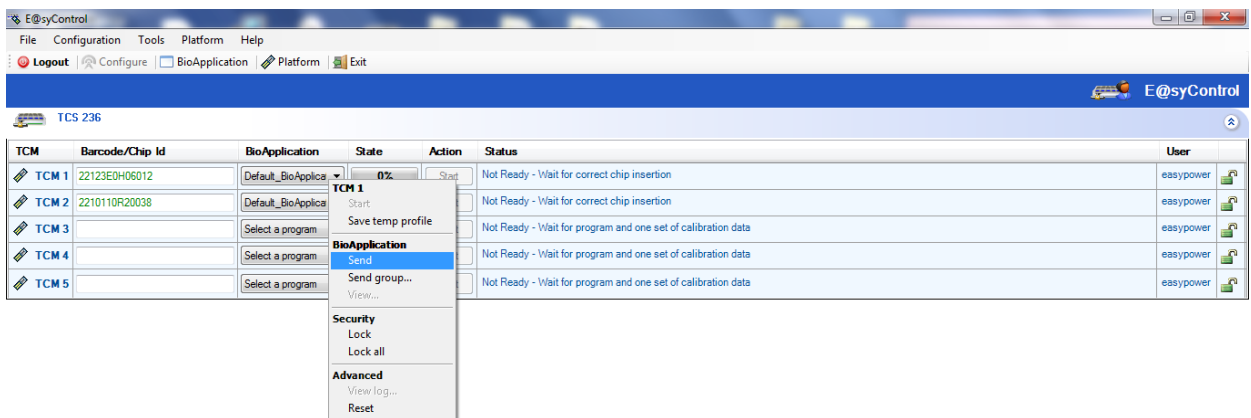 E@syControl
File Configuration Tools Platform Help
Logout Configure BioApplication Platform Exit
E@syControl
TCS 236
TCM Barcode/Chip Id BioApplication State Action Status User
TCM 1 22123E0H06012 Default_BioApplica 0% Start Not Ready - Wait for correct chip insertion easypower
TCM 2 2210110R20038 Default_BioApplica Not Ready - Wait for correct chip insertion easypower
TCM 3 Select a program Not Ready - Wait for program and one set of calibration data easypower
TCM 4 Select a program Not Ready - Wait for program and one set of calibration data easypower
TCM 5 Select a program Not Ready - Wait for program and one set of calibration data easypower
TCM 1
Start
Save temp profile
BioApplication
Send
Send group...
View...
Security
Lock
Lock all
Advanced
View log...
Reset